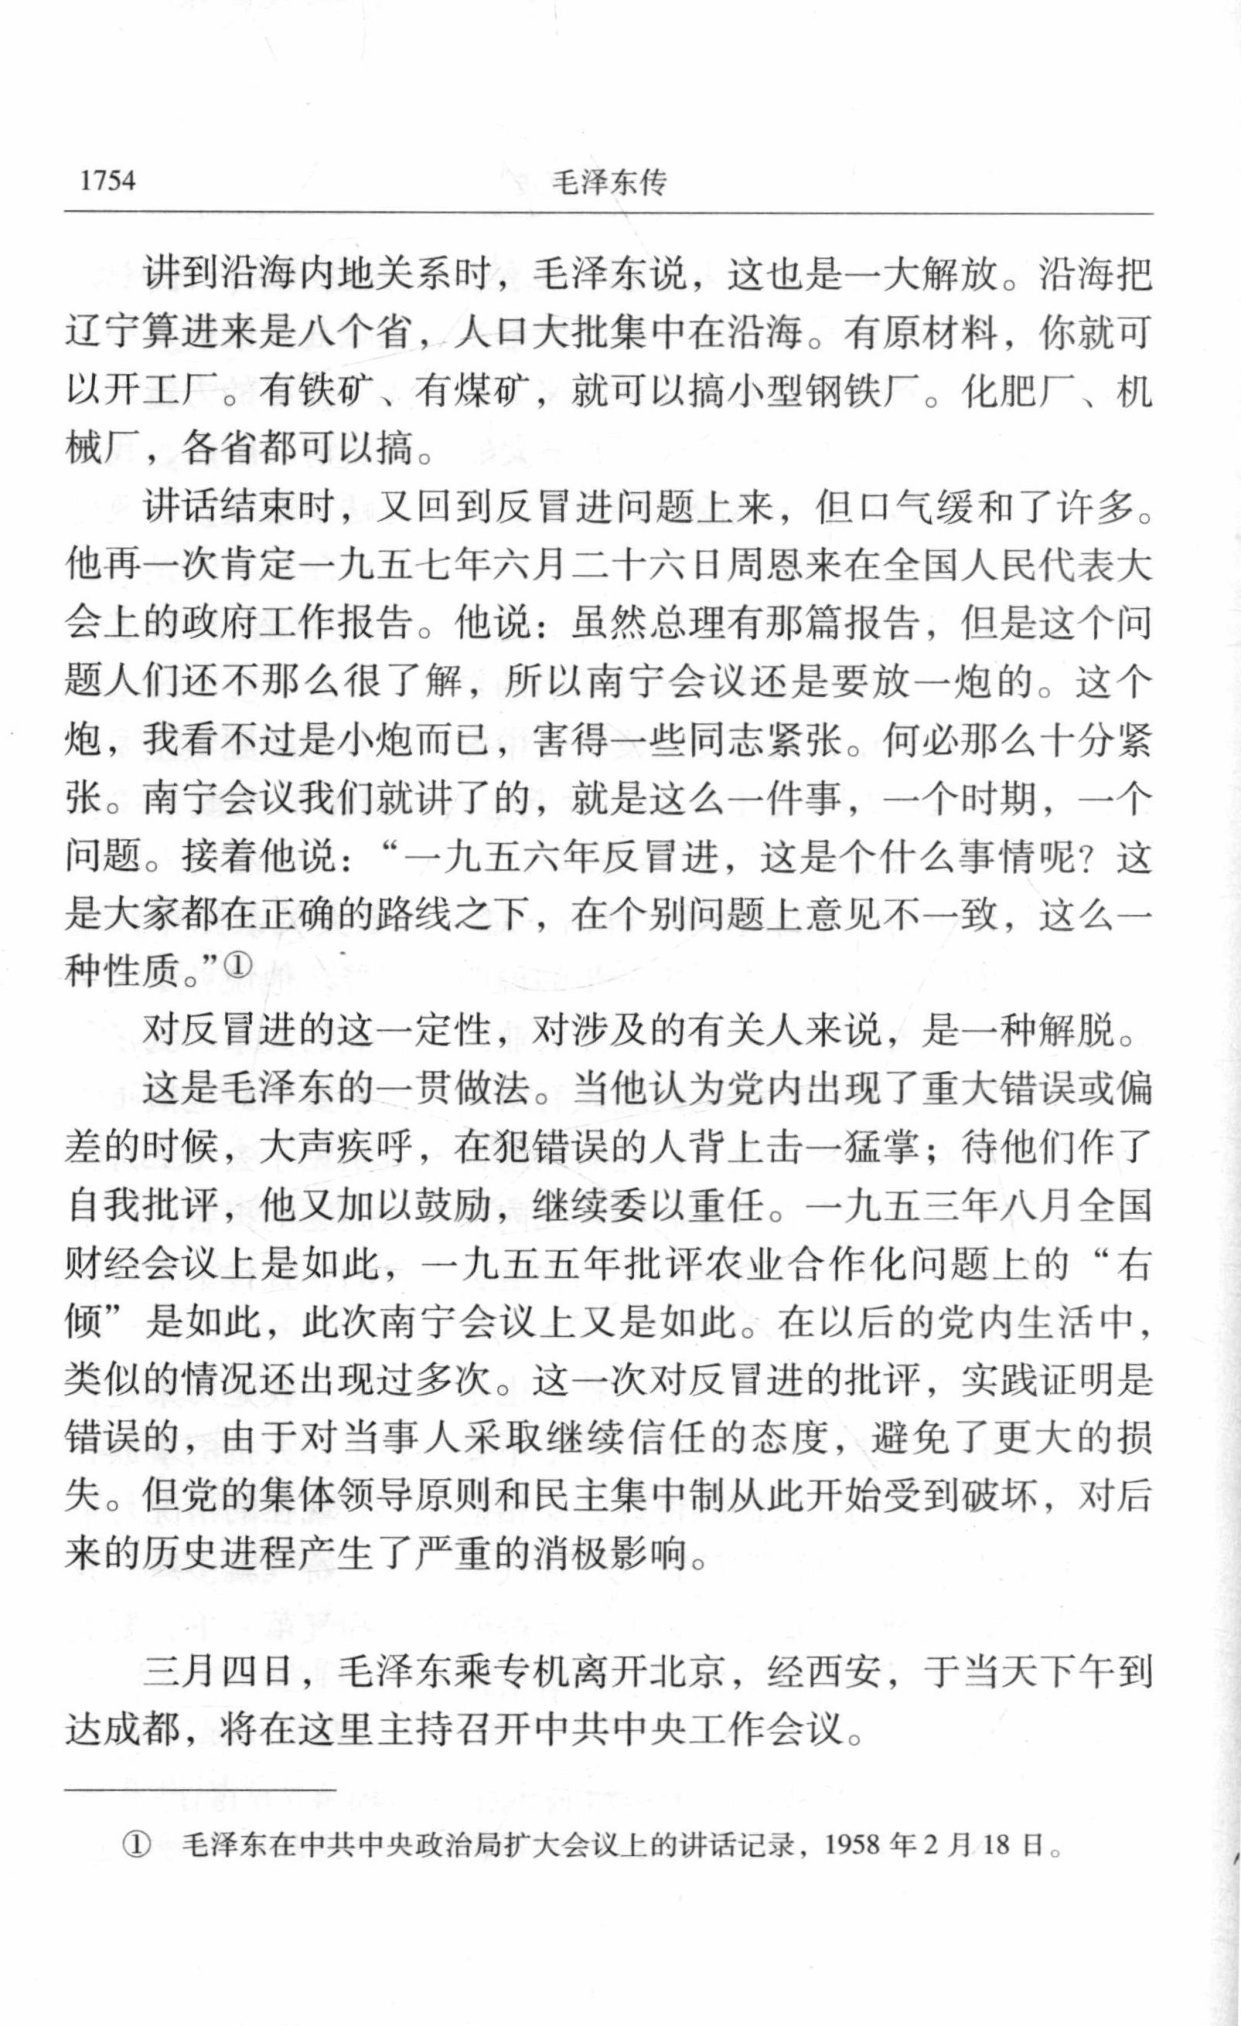 1754
毛泽东传
讲到沿海内地关系时，毛泽东说，这也是一大解放。沿海把
辽宁算进来是八个省，人口大批集中在沿海。有原材料，你就可
以开工厂。有铁矿、有煤矿，就可以搞小型钢铁厂。化肥厂、机
械厂，各省都可以搞。
讲话结束时，又回到反冒进问题上来，但口气缓和了许多。
他再一次肯定一九五七年六月二十六日周恩来在全国人民代表大
会上的政府工作报告。他说：虽然总理有那篇报告，但是这个问
题人们还不那么很了解，所以南宁会议还是要放一炮的。这个
炮，我看不过是小炮而已，害得一些同志紧张。何必那么十分紧
张。南宁会议我们就讲了的，就是这么一件事，一个时期，一个
问题。接着他说：“一九五六年反冒进，这是个什么事情呢？这
是大家都在正确的路线之下，在个别问题上意见不一致，这么一
种性质。”①
对反冒进的这一定性，对涉及的有关人来说，是一种解脱。
这是毛泽东的一贯做法。当他认为党内出现了重大错误或偏
差的时候，大声疾呼，在犯错误的人背上击一猛掌；待他们作了
自我批评，他又加以鼓励，继续委以重任。一九五三年八月全国
财经会议上是如此，一九五五年批评农业合作化问题上的“右
倾”是如此，此次南宁会议上又是如此。在以后的党内生活中，
类似的情况还出现过多次。这一次对反冒进的批评，实践证明是
错误的，由于对当事人采取继续信任的态度，避免了更大的损
失。但党的集体领导原则和民主集中制从此开始受到破坏，对后
来的历史进程产生了严重的消极影响。
三月四日，毛泽东乘专机离开北京，经西安，于当天下午到
达成都，将在这里主持召开中共中央工作会议。
① 毛泽东在中共中央政治局扩大会议上的讲话记录，1958年2月18日。